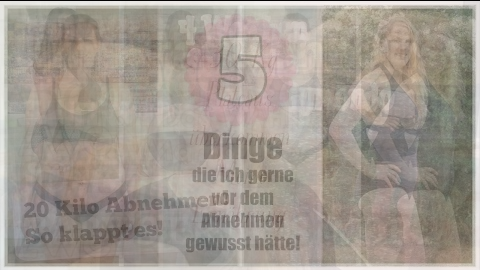 5
Dinge
die ich gerne
vor dem
Abnehmen
gewusst hätte!
20 Kilo Abnehmen
So klappt es!